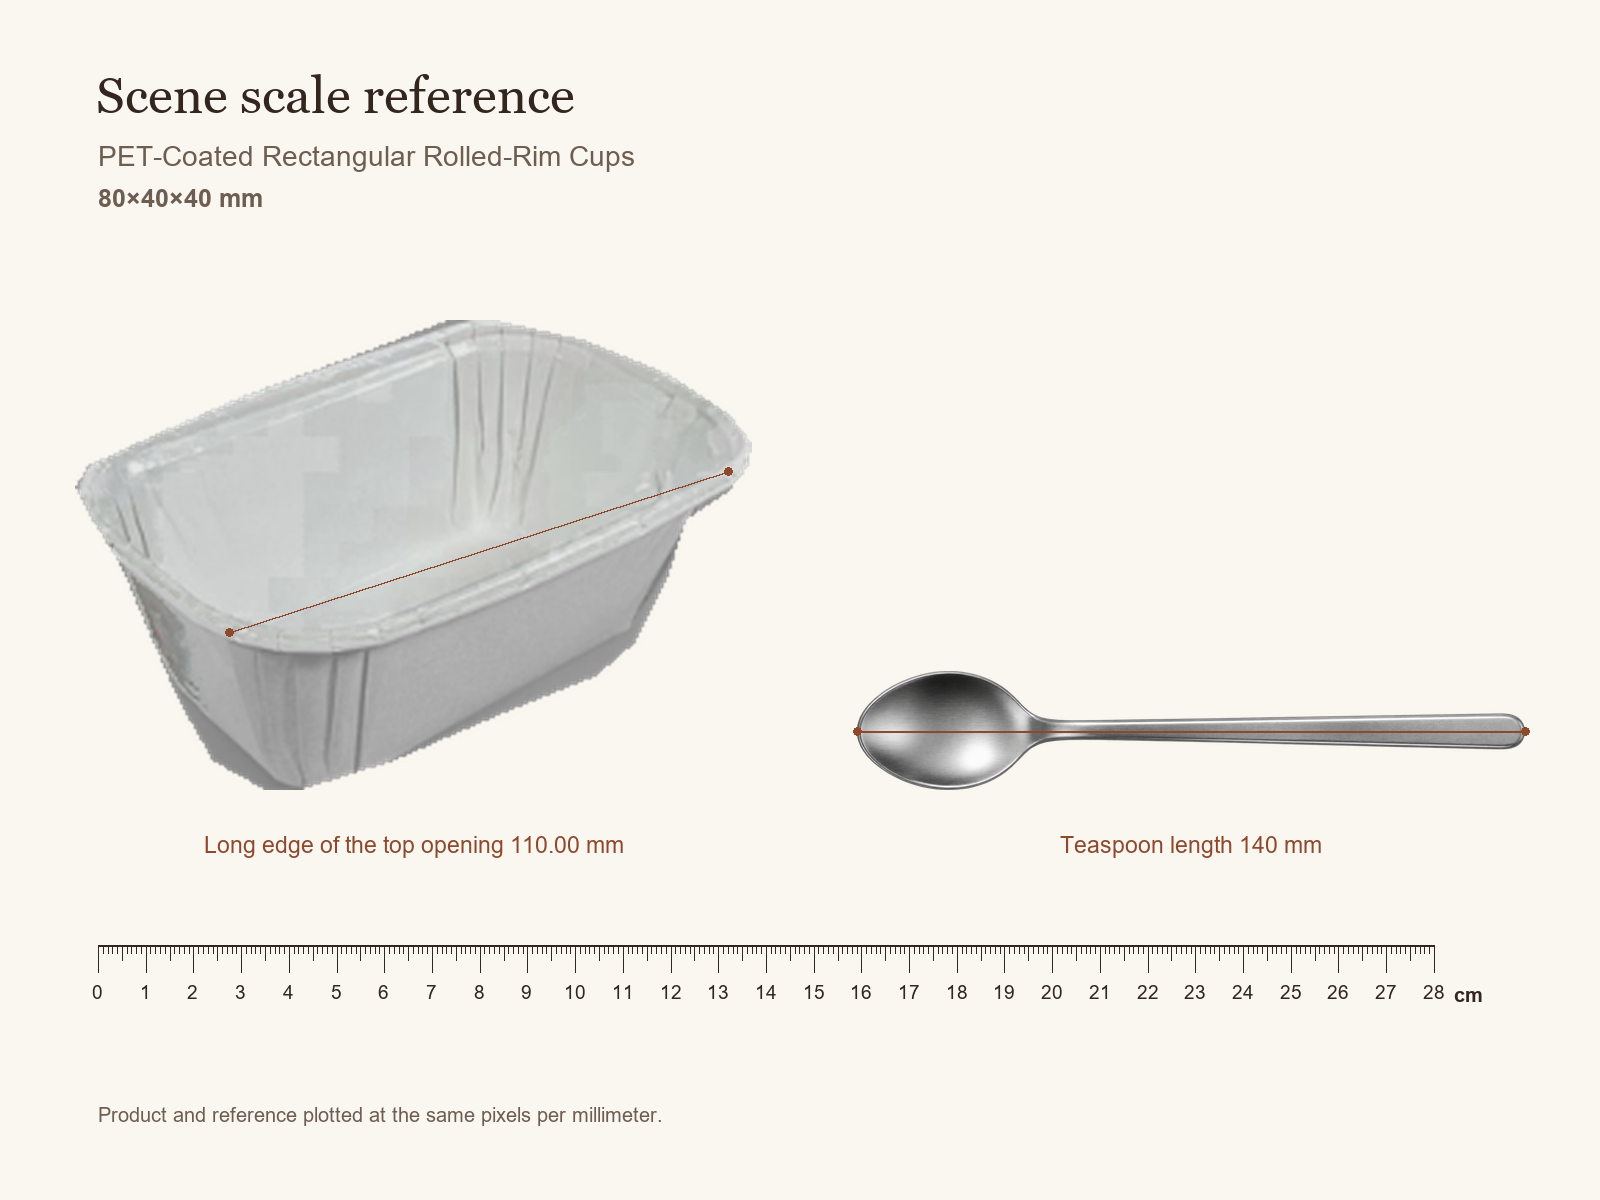 Scene scale reference
PET-Coated Rectangular Rolled-Rim Cups
80×40×40 mm
Long edge of the top opening 110.00 mm
Teaspoon length 140 mm
0 1 2 3 4 5 6 7 8 9 10 11 12 13 14 15 16 17 18 19 20 21 22 23 24 25 26 27 28 cm
Product and reference plotted at the same pixels per millimeter.